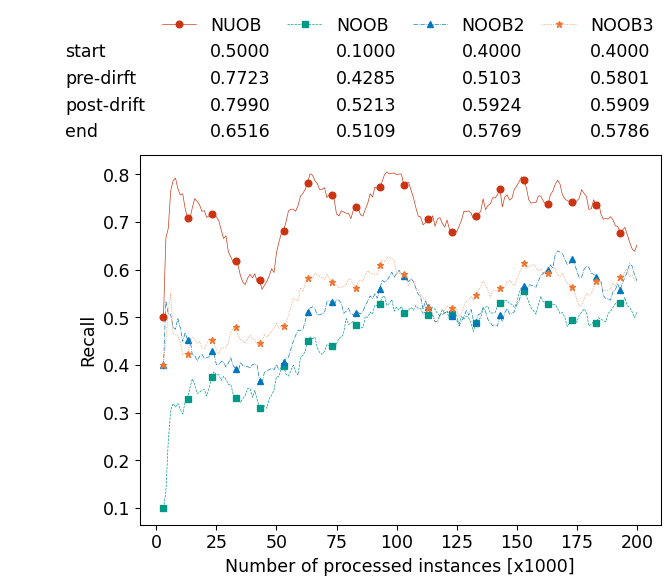 NUOB NOOB NOOB2 NOOB3
start 0.5000 0.1000 0.4000 0.4000
pre-dirft 0.7723 0.4285 0.5103 0.5801
post-drift 0.7990 0.5213 0.5924 0.5909
end 0.6516 0.5109 0.5769 0.5786
0.8
0.7
0.6
0.5
0.4
0.3
0.2
0.1
Recall
0 25 50 75 100 125 150 175 200
Number of processed instances [x1000]